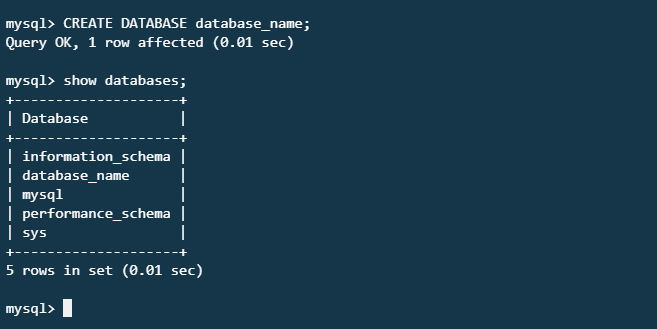 mysql> CREATE DATABASE database_name;
Query OK, 1 row affected (0.01 sec)
mysql> show databases;
+--------------------+
| Database           |
+--------------------+
| information_schema |
| database_name      |
| mysql              |
| performance_schema |
| sys                |
+--------------------+
5 rows in set (0.01 sec)
mysql>